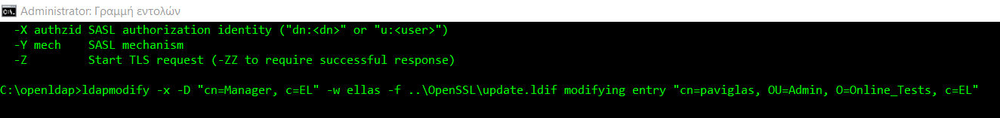 Administrator: Γραμμή εντολών
-X authzid SASL authorization identity ("dn:<dn>" or "u:<user>")
-Y mech    SASL mechanism
-Z         Start TLS request (-ZZ to require successful response)
C:\openldap>ldapmodify -x -D "cn=Manager, c=EL" -w ellas -f ..\OpenSSL\update.ldif modifying entry "cn=paviglas, OU=Admin, O=Online_Tests, c=EL"